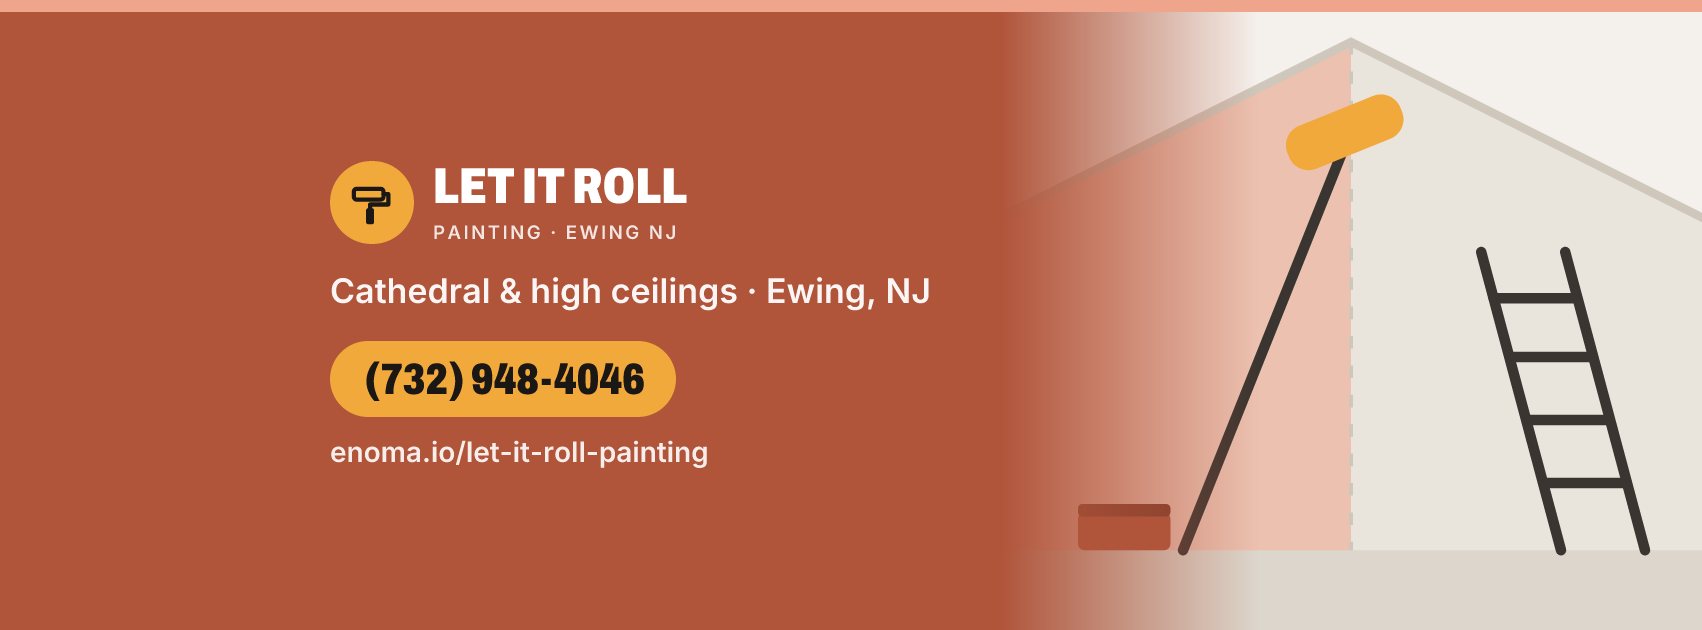 LET IT ROLL
PAINTING · EWING NJ
Cathedral & high ceilings · Ewing, NJ
(732) 948-4046
enoma.io/let-it-roll-painting